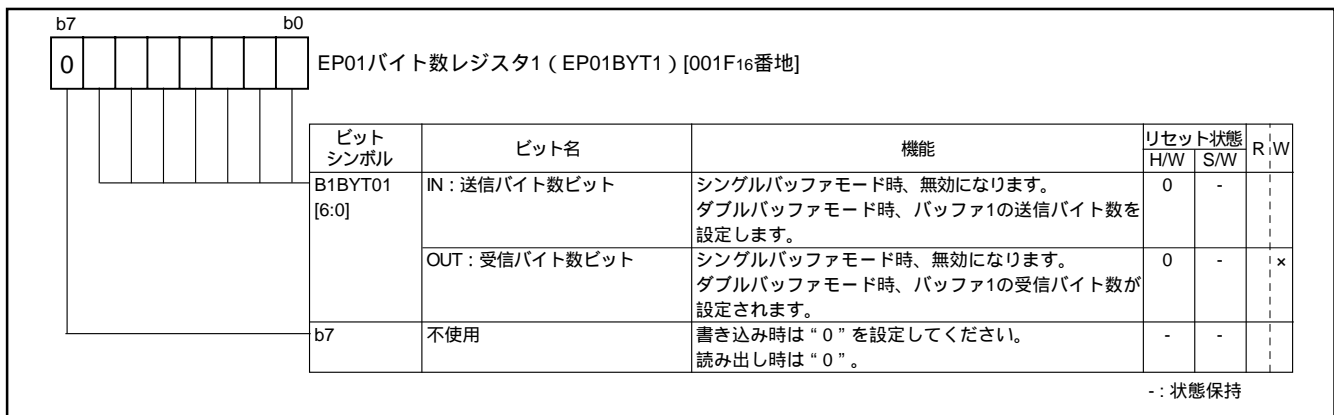 b7 b0
0
EP01バイト数レジスタ1(EP01BYT1)[001F16番地]
ビット
シンボル
ビット名
機能
リセット状態
H/W S/W
R W
B1BYT01
[6:0]
IN:送信バイト数ビット
シングルバッファモード時、無効になります。
ダブルバッファモード時、バッファ1の送信バイト数を
設定します。
0 -
OUT:受信バイト数ビット
シングルバッファモード時、無効になります。
ダブルバッファモード時、バッファ1の受信バイト数が
設定されます。
0 - ×
b7
不使用
書き込み時は“0”を設定してください。
読み出し時は“0”。
- -
-:状態保持